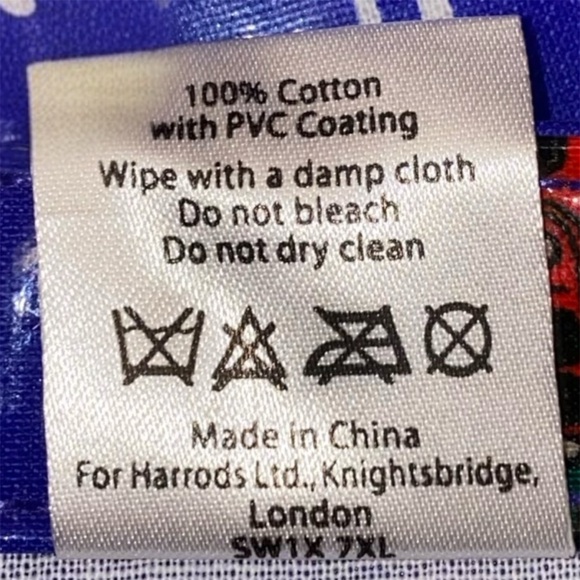 100% Cotton
with PVC Coating
Wipe with a damp cloth
Do not bleach
Do not dry clean
Made in China
For Harrods Ltd., Knightsbridge,
London
SW1X 7XL